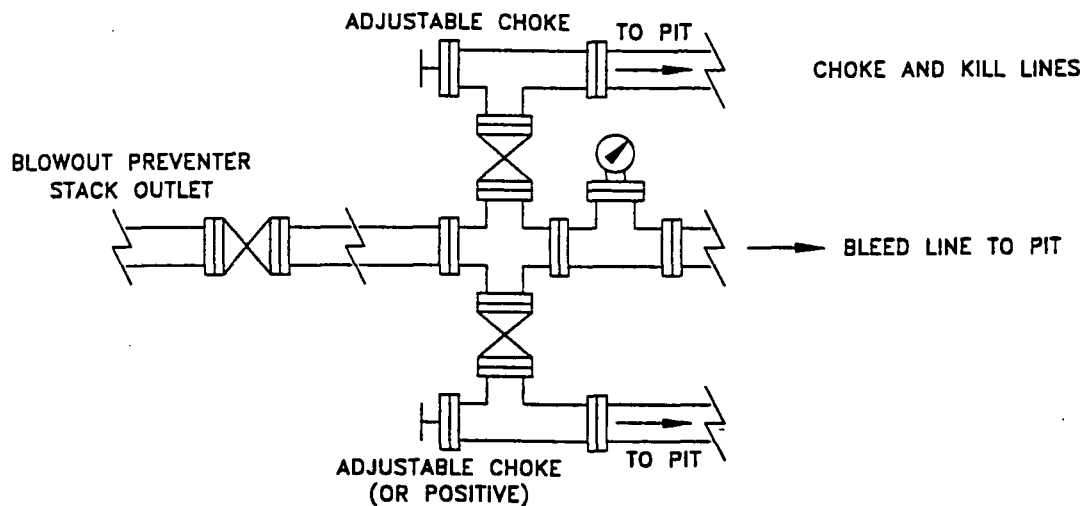 ADJUSTABLE CHOKE
TO PIT
CHOKE AND KILL LINES
BLOWOUT PREVENTER
STACK OUTLET
BLEED LINE TO PIT
TO PIT
ADJUSTABLE CHOKE
(OR POSITIVE)